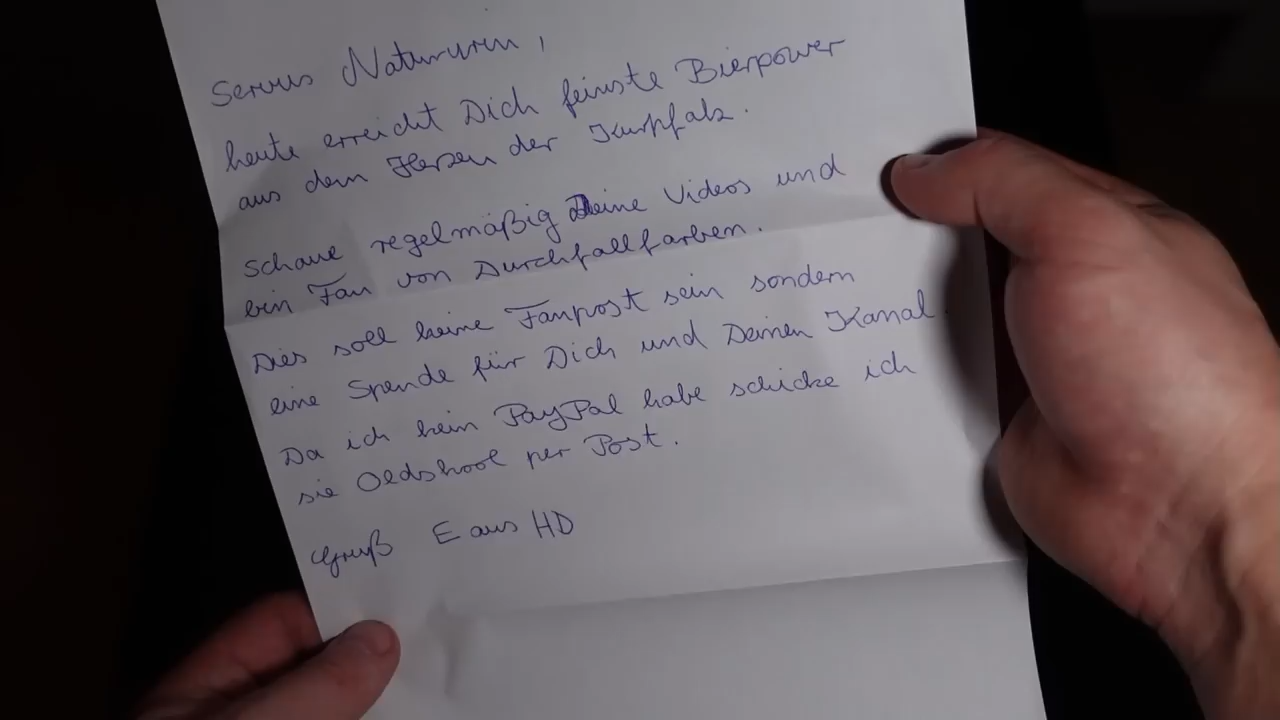 Servus Natururen,
heute erreicht Dich feinste Bierpower
aus dem Herzen der Kurpfalz.
Schaue regelmäßig Deine Videos und
bin Fan von Durchfallfarben.
Dies soll keine Fanpost sein sondern
eine Spende für Dich und Deinen Kanal.
Da ich kein PayPal habe schicke ich
sie Oldshool per Post.
Gruß E aus HD